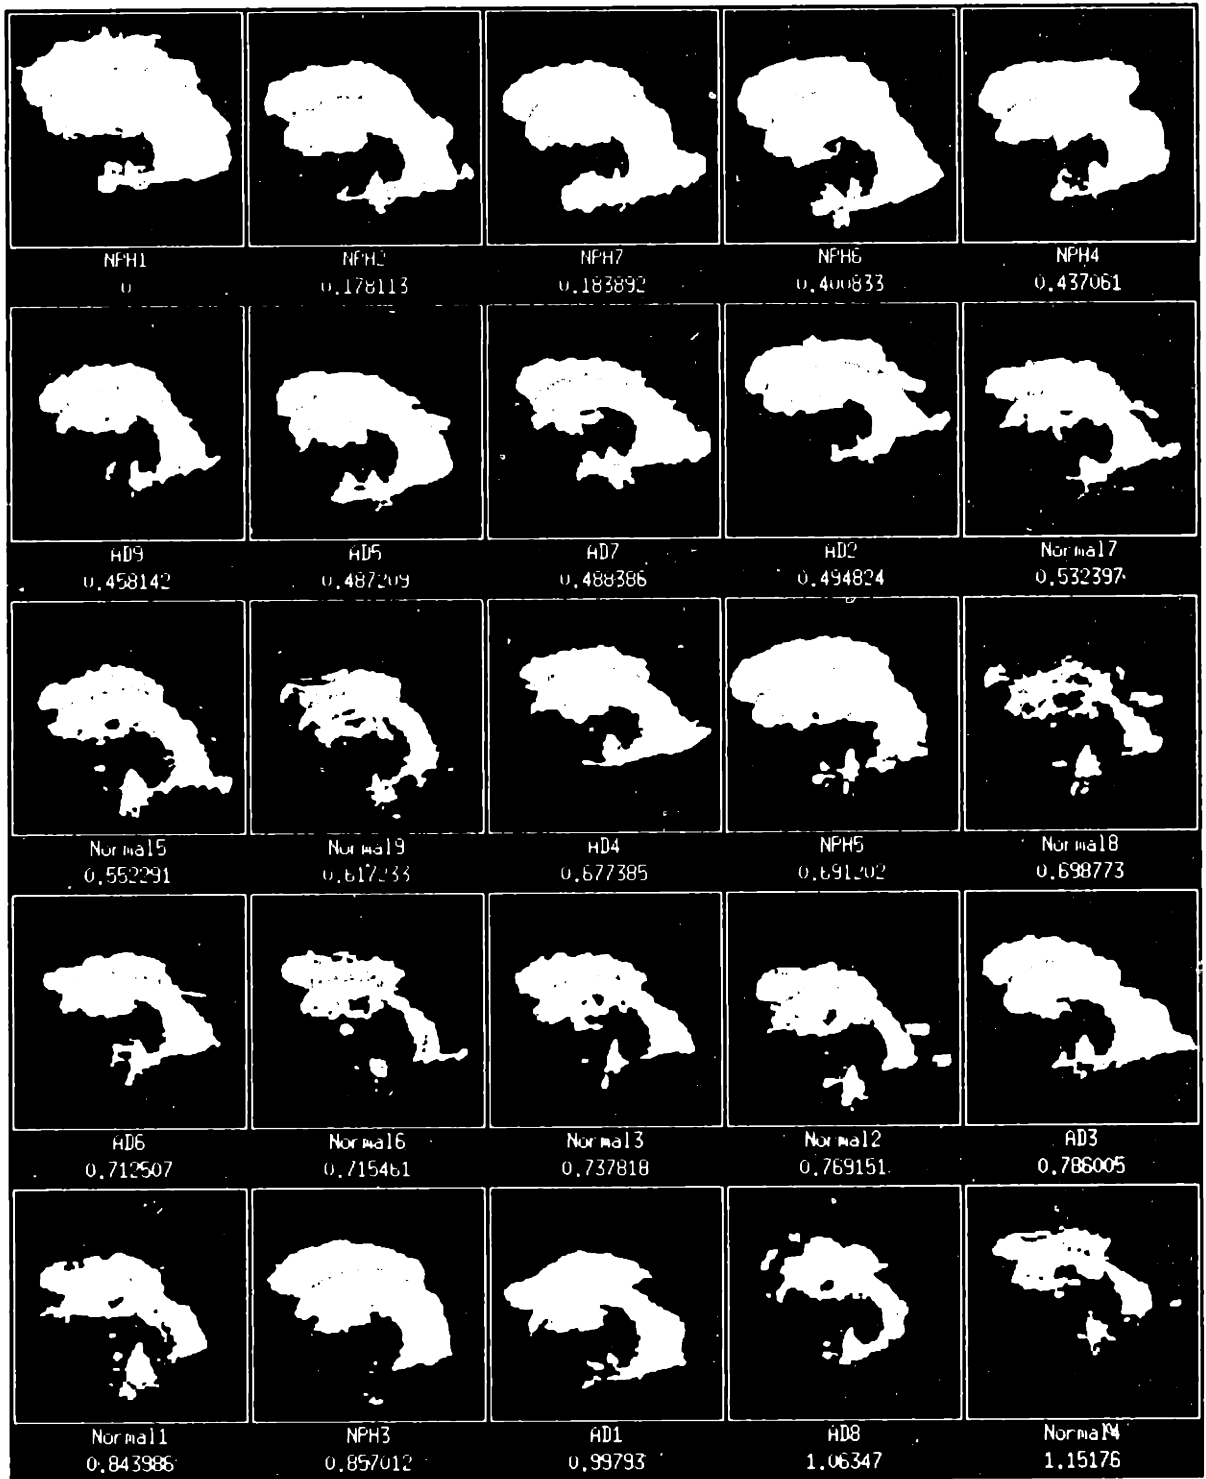 NPH1 NPH2 NPH7 NPH6 NPH4
0 0.178113 0.183892 0.400833 0.437061
AD9 AD5 AD7 AD2 Normal7
0.458142 0.487209 0.488386 0.494824 0.532397
Normal5 Normal9 AD4 NPH5 Normal8
0.552291 0.617233 0.677385 0.691202 0.698773
AD6 Normal6 Normal3 Normal2 AD3
0.712507 0.715461 0.737818 0.769151 0.786005
Normal1 NPH3 AD1 AD8 Normal4
0.843986 0.857012 0.99793 1.06347 1.15176